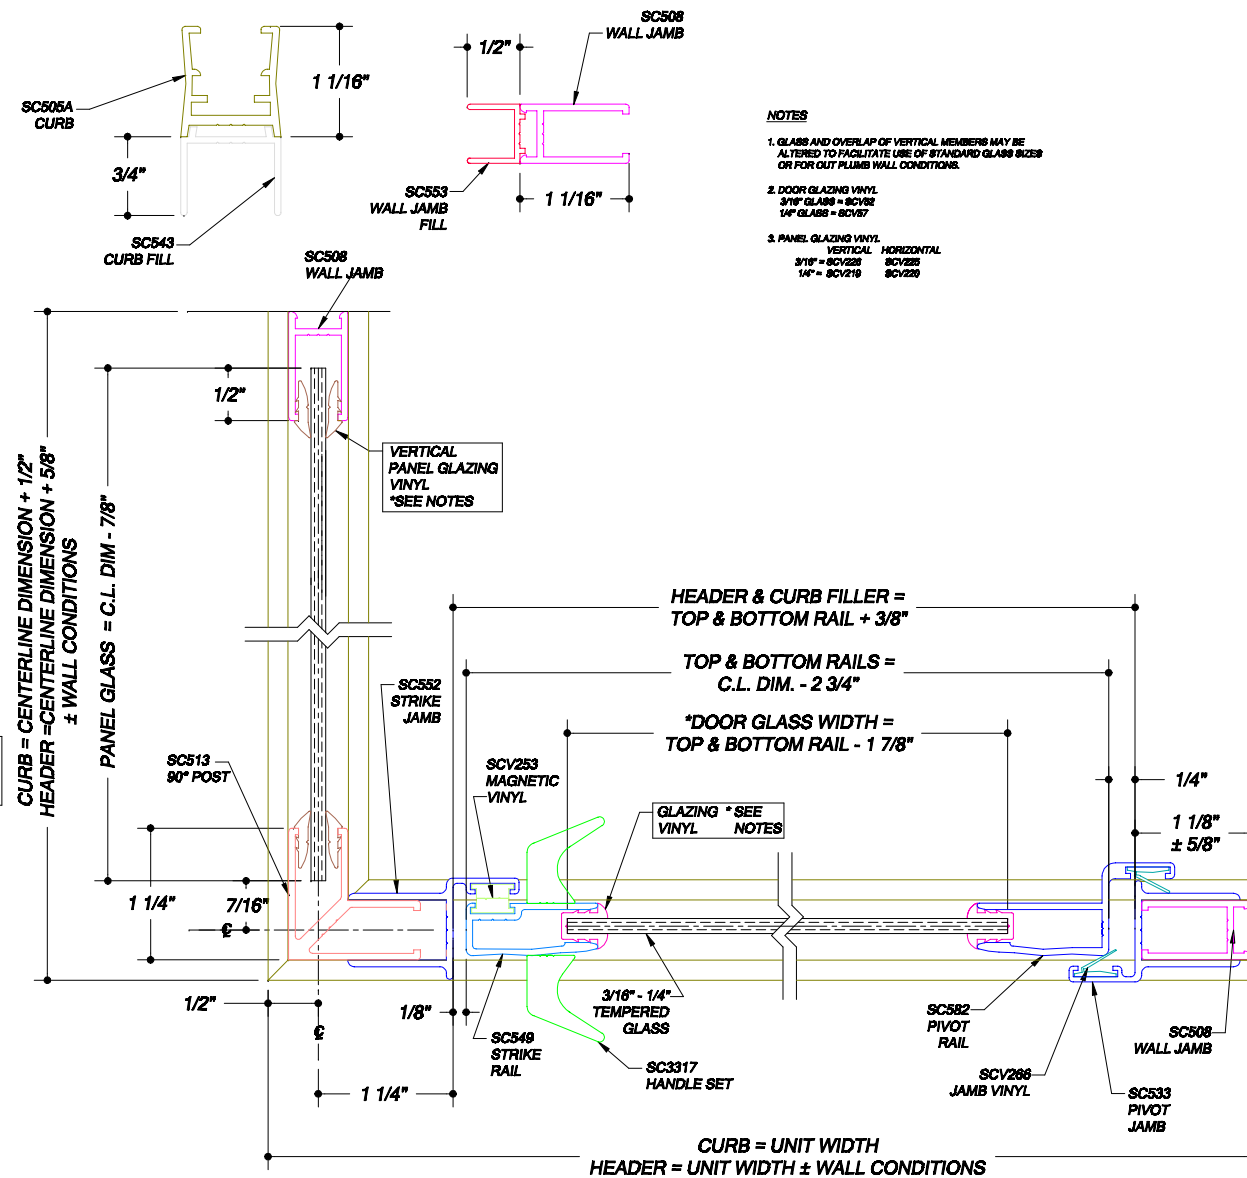 SC505A
CURB
1 1/16"
3/4"
SC543
CURB FILL
1/2"
SC508
WALL JAMB
SC553
WALL JAMB
FILL
1 1/16"
NOTES
1. GLASS AND OVERLAP OF VERTICAL MEMBERS MAY BE
ALTERED TO FACILITATE USE OF STANDARD GLASS SIZES
OR FOR OUT PLUMB WALL CONDITIONS.
2. DOOR GLAZING VINYL
3/16" GLASS = SCV52
1/4" GLASS = SCV57
3. PANEL GLAZING VINYL
VERTICAL HORIZONTAL
3/16" = SCV226 SCV225
1/4" = SCV219 SCV220
SC508
WALL JAMB
1/2"
VERTICAL
PANEL GLAZING
VINYL
*SEE NOTES
CURB = CENTERLINE DIMENSION + 1/2"
HEADER =CENTERLINE DIMENSION + 5/8"
± WALL CONDITIONS
PANEL GLASS = C.L. DIM - 7/8"
HEADER & CURB FILLER =
TOP & BOTTOM RAIL + 3/8"
TOP & BOTTOM RAILS =
C.L. DIM. - 2 3/4"
*DOOR GLASS WIDTH =
TOP & BOTTOM RAIL - 1 7/8"
SC552
STRIKE
JAMB
SC513
90° POST
SCV253
MAGNETIC
VINYL
GLAZING * SEE
VINYL NOTES
1/4"
1 1/8"
± 5/8"
1 1/4"
7/16"
℄
1/2"
℄
1/8"
SC549
STRIKE
RAIL
3/16" - 1/4"
TEMPERED
GLASS
SC3317
HANDLE SET
SC582
PIVOT
RAIL
SCV266
JAMB VINYL
SC533
PIVOT
JAMB
SC508
WALL JAMB
1 1/4"
CURB = UNIT WIDTH
HEADER = UNIT WIDTH ± WALL CONDITIONS